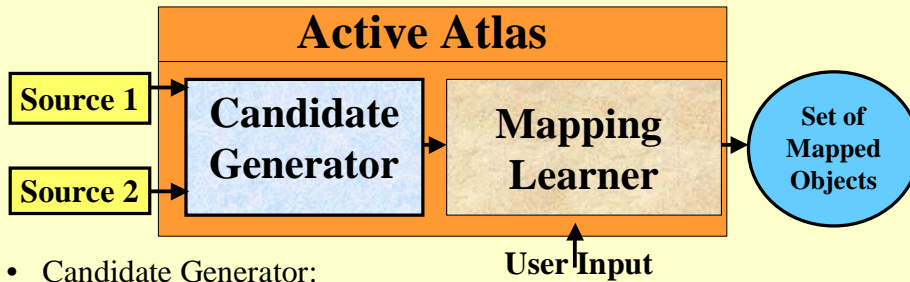 Active Atlas
Source 1
Source 2
Candidate
Generator
Mapping
Learner
Set of
Mapped
Objects
User Input
• Candidate Generator: